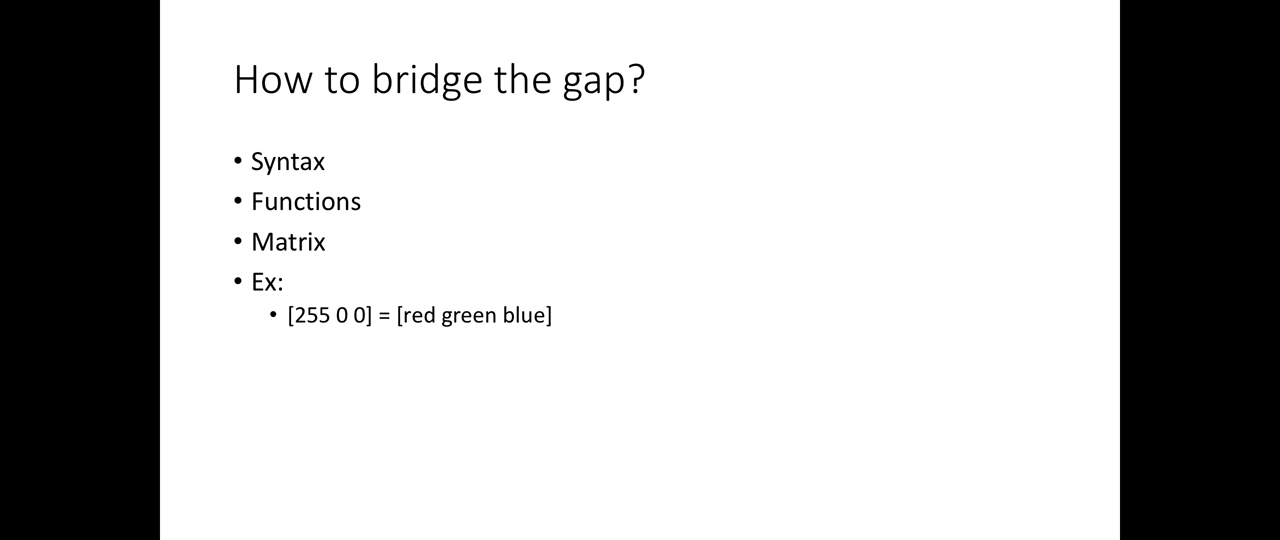 How to bridge the gap?
• Syntax
• Functions
• Matrix
• Ex:
• [255 0 0] = [red green blue]